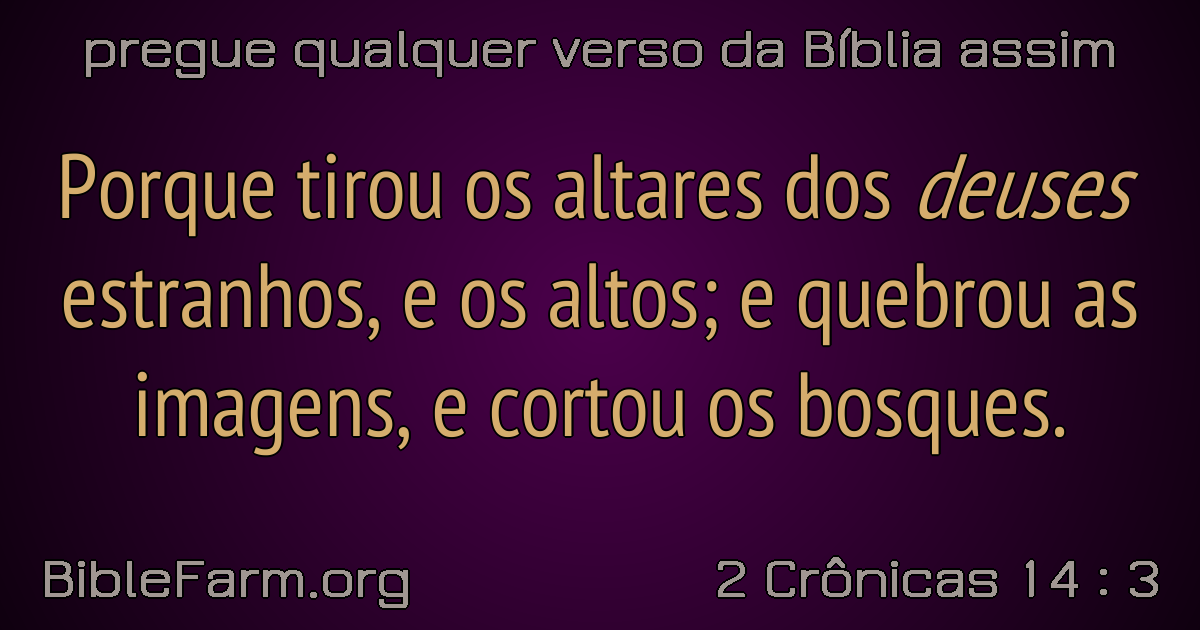 pregue qualquer verso da Bíblia assim
Porque tirou os altares dos deuses
estranhos, e os altos; e quebrou as
imagens, e cortou os bosques.
BibleFarm.org
2 Crônicas 14 : 3